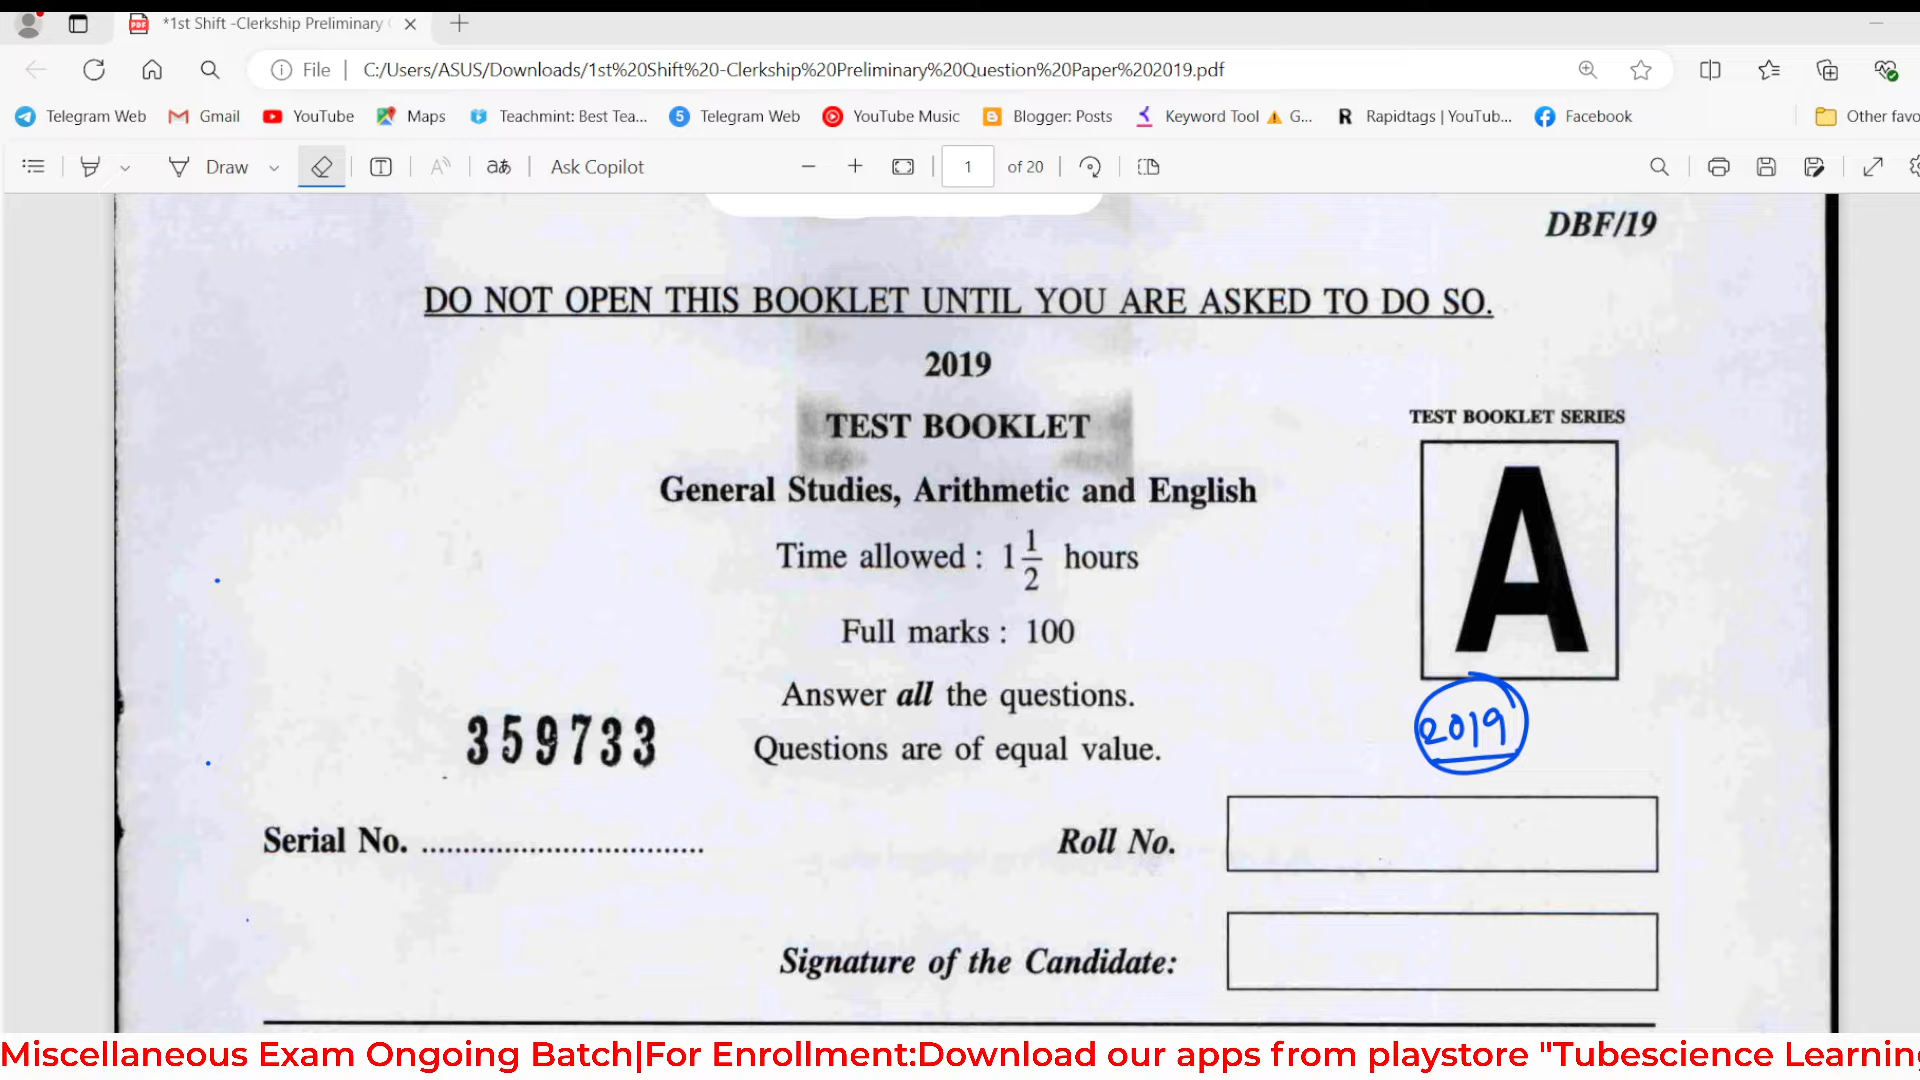 *1st Shift -Clerkship Preliminary
File | C:/Users/ASUS/Downloads/1st%20Shift%20-Clerkship%20Preliminary%20Question%20Paper%202019.pdf
Telegram Web Gmail YouTube Maps Teachmint: Best Tea... Telegram Web YouTube Music Blogger: Posts Keyword Tool G... Rapidtags | YouTub... Facebook Other favo
Draw Ask Copilot 1 of 20
DBF/19
DO NOT OPEN THIS BOOKLET UNTIL YOU ARE ASKED TO DO SO.
2019
TEST BOOKLET
TEST BOOKLET SERIES
A
General Studies, Arithmetic and English
Time allowed : 1 1/2 hours
Full marks : 100
Answer all the questions.
2019
359733
Questions are of equal value.
Serial No. ................................
Roll No.
Signature of the Candidate:
Miscellaneous Exam Ongoing Batch|For Enrollment:Download our apps from playstore "Tubescience Learnin